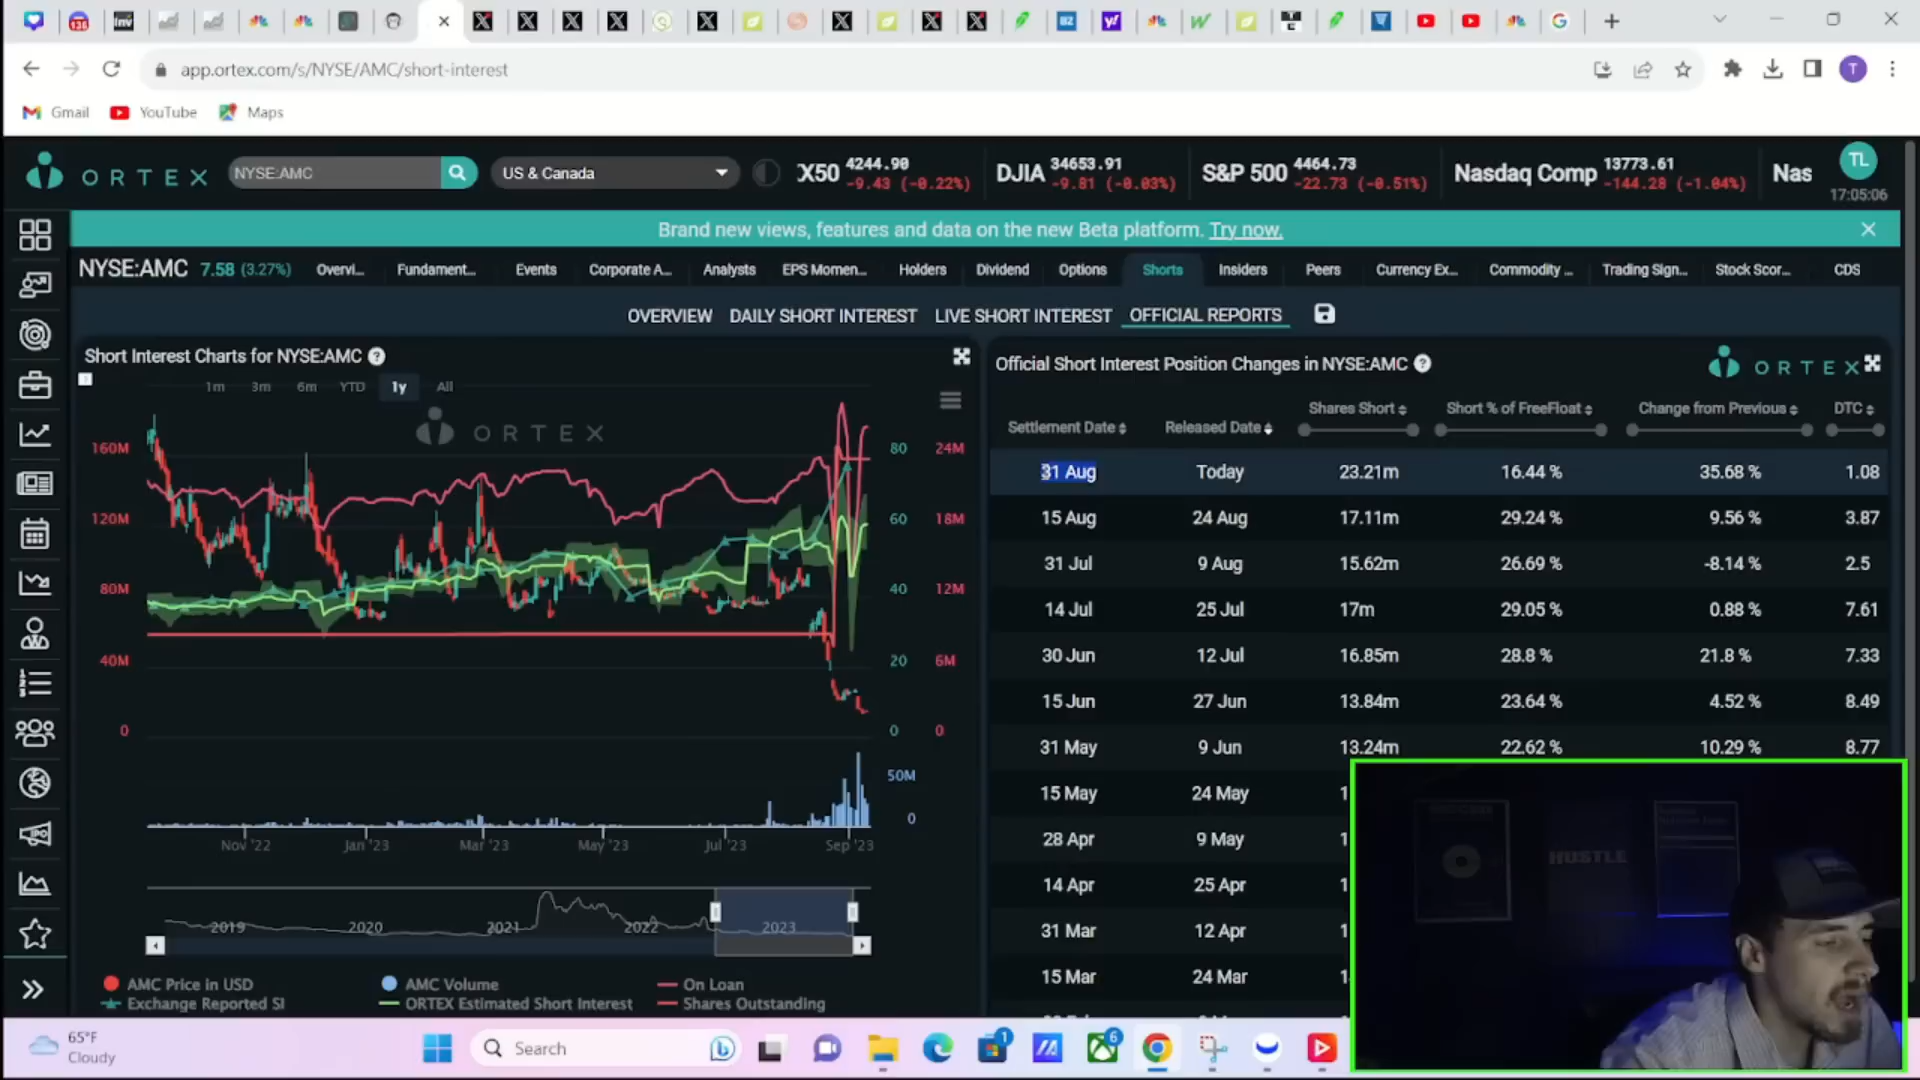 app.ortex.com/s/NYSE/AMC/short-interest
T
Gmail
YouTube
Maps
ORTEX
NYSE:AMC
US & Canada
X50 4244.90 -9.43 (-0.22%)
DJIA 34653.91 -9.81 (-0.03%)
S&P 500 4464.73 -22.73 (-0.51%)
Nasdaq Comp 13773.61 -144.28 (-1.04%)
Nas
TL
17:05:06
Brand new views, features and data on the new Beta platform. Try now.
NYSE:AMC 7.58 (3.27%) Overvi... Fundament... Events Corporate A... Analysts EPS Momen... Holders Dividend Options Shorts Insiders Peers Currency Ex... Commodity ... Trading Sign... Stock Scor... CDS
OVERVIEW DAILY SHORT INTEREST LIVE SHORT INTEREST OFFICIAL REPORTS
Short Interest Charts for NYSE:AMC
1m 3m 6m YTD 1y All
ORTEX
160M 80 24M
120M 60 18M
80M 40 12M
40M 20 6M
0 0 0
50M
0
Nov '22 Jan '23 Mar '23 May '23 Jul '23 Sep '23
2019 2020 2021 2022 2023
AMC Price in USD AMC Volume On Loan
Exchange Reported SI ORTEX Estimated Short Interest Shares Outstanding
Official Short Interest Position Changes in NYSE:AMC
ORTEX
Settlement Date Released Date Shares Short Short % of FreeFloat Change from Previous DTC
31 Aug Today 23.21m 16.44 % 35.68 % 1.08
15 Aug 24 Aug 17.11m 29.24 % 9.56 % 3.87
31 Jul 9 Aug 15.62m 26.69 % -8.14 % 2.5
14 Jul 25 Jul 17m 29.05 % 0.88 % 7.61
30 Jun 12 Jul 16.85m 28.8 % 21.8 % 7.33
15 Jun 27 Jun 13.84m 23.64 % 4.52 % 8.49
31 May 9 Jun 13.24m 22.62 % 10.29 % 8.77
15 May 24 May 1
28 Apr 9 May 1
14 Apr 25 Apr 1
31 Mar 12 Apr 1
15 Mar 24 Mar 1
HUSTLE
65°F
Cloudy
Search
1
6